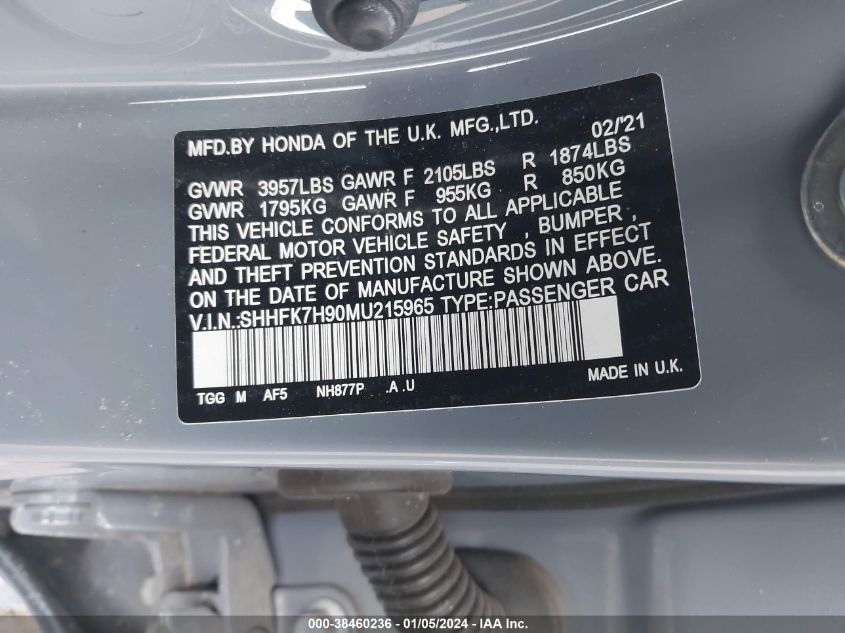 MFD.BY HONDA OF THE U.K. MFG.,LTD. 02/'21
GVWR 3957LBS GAWR F 2105LBS R 1874LBS
GVWR 1795KG GAWR F 955KG R 850KG
THIS VEHICLE CONFORMS TO ALL APPLICABLE
FEDERAL MOTOR VEHICLE SAFETY , BUMPER ,
AND THEFT PREVENTION STANDARDS IN EFFECT
ON THE DATE OF MANUFACTURE SHOWN ABOVE.
V.I.N.:SHHFK7H90MU215965 TYPE:PASSENGER CAR
TGG M AF5 NH877P .A .U MADE IN U.K.
000-38460236 - 01/05/2024 - IAA Inc.